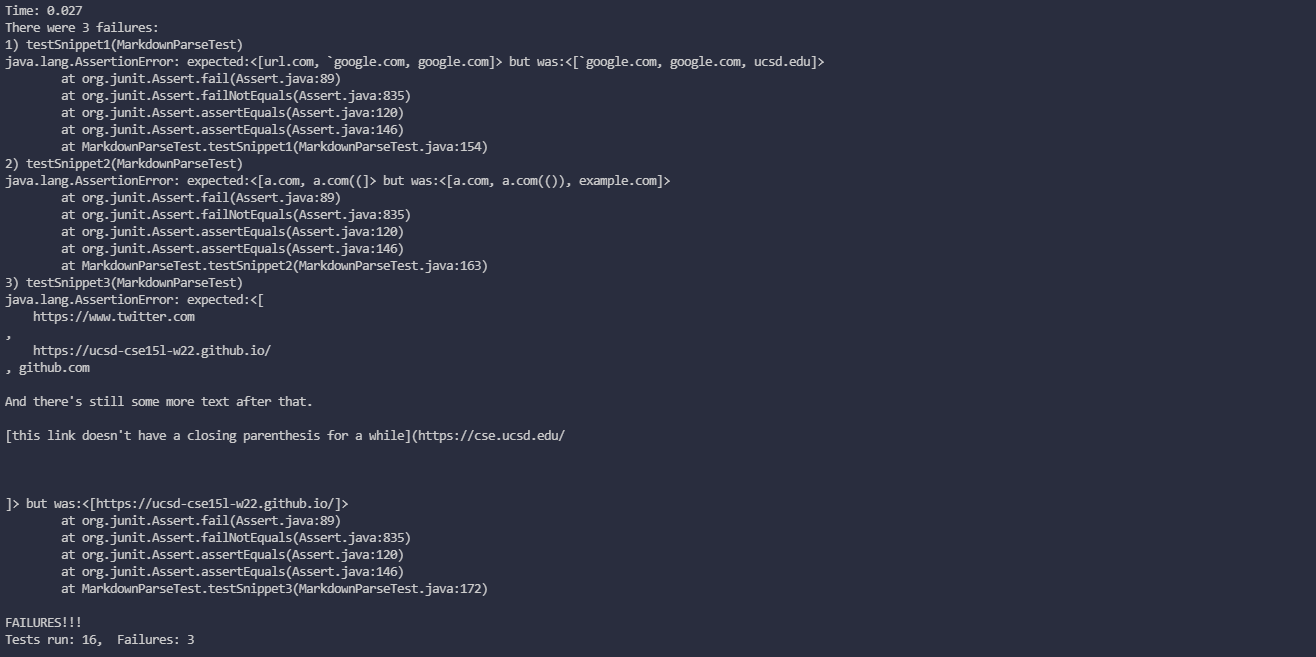 Time: 0.027
There were 3 failures:
1) testSnippet1(MarkdownParseTest)
java.lang.AssertionError: expected:<[url.com, `google.com, google.com]> but was:<[`google.com, google.com, ucsd.edu]>
        at org.junit.Assert.fail(Assert.java:89)
        at org.junit.Assert.failNotEquals(Assert.java:835)
        at org.junit.Assert.assertEquals(Assert.java:120)
        at org.junit.Assert.assertEquals(Assert.java:146)
        at MarkdownParseTest.testSnippet1(MarkdownParseTest.java:154)
2) testSnippet2(MarkdownParseTest)
java.lang.AssertionError: expected:<[a.com, a.com((]> but was:<[a.com, a.com(()), example.com]>
        at org.junit.Assert.fail(Assert.java:89)
        at org.junit.Assert.failNotEquals(Assert.java:835)
        at org.junit.Assert.assertEquals(Assert.java:120)
        at org.junit.Assert.assertEquals(Assert.java:146)
        at MarkdownParseTest.testSnippet2(MarkdownParseTest.java:163)
3) testSnippet3(MarkdownParseTest)
java.lang.AssertionError: expected:<[
    https://www.twitter.com
,
    https://ucsd-cse15l-w22.github.io/
, github.com

And there's still some more text after that.

[this link doesn't have a closing parenthesis for a while](https://cse.ucsd.edu/



]> but was:<[https://ucsd-cse15l-w22.github.io/]>
        at org.junit.Assert.fail(Assert.java:89)
        at org.junit.Assert.failNotEquals(Assert.java:835)
        at org.junit.Assert.assertEquals(Assert.java:120)
        at org.junit.Assert.assertEquals(Assert.java:146)
        at MarkdownParseTest.testSnippet3(MarkdownParseTest.java:172)

FAILURES!!!
Tests run: 16,  Failures: 3